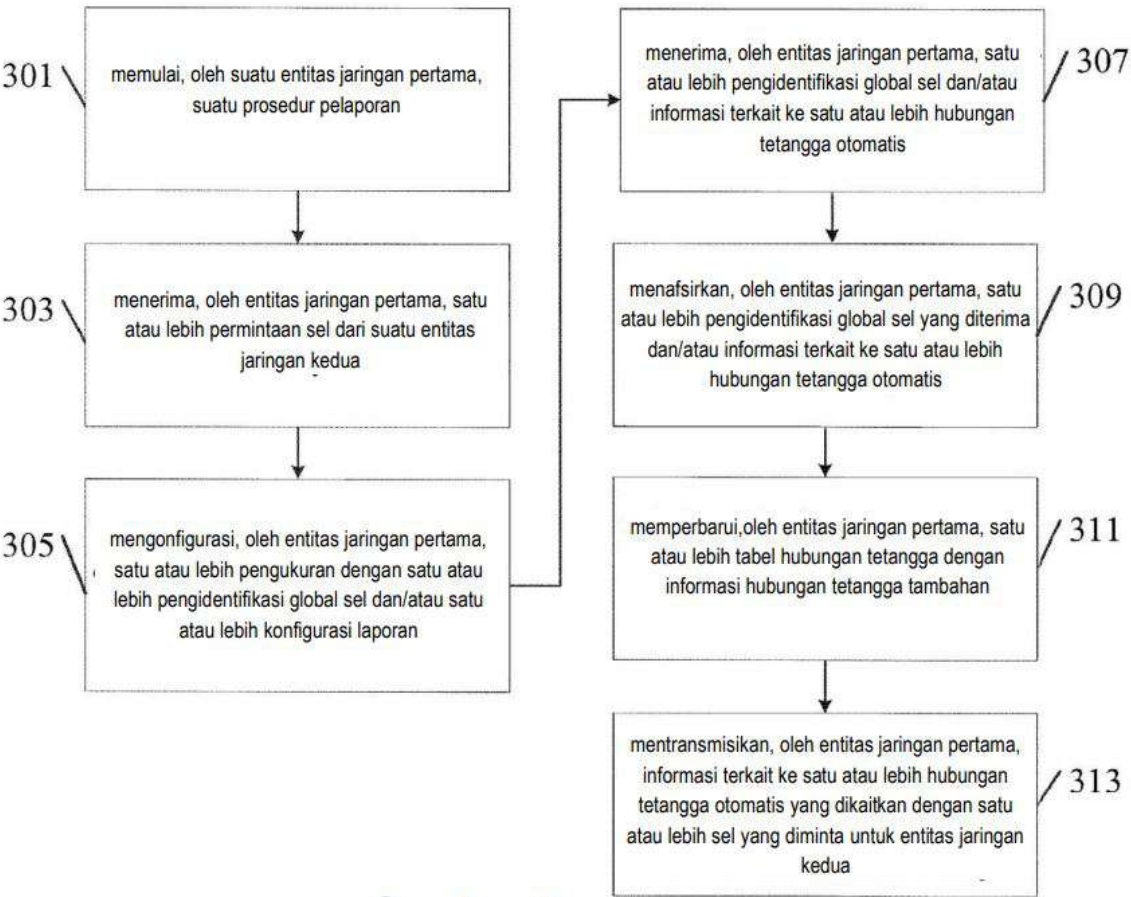 301
memulai, oleh suatu entitas jaringan pertama,
suatu prosedur pelaporan
303
menerima, oleh entitas jaringan pertama, satu
atau lebih permintaan sel dari suatu entitas
jaringan kedua
305
mengonfigurasi, oleh entitas jaringan pertama,
satu atau lebih pengukuran dengan satu atau
lebih pengidentifikasi global sel dan/atau satu
atau lebih konfigurasi laporan
307
menerima, oleh entitas jaringan pertama, satu
atau lebih pengidentifikasi global sel dan/atau
informasi terkait ke satu atau lebih hubungan
tetangga otomatis
309
menafsirkan, oleh entitas jaringan pertama, satu
atau lebih pengidentifikasi global sel yang diterima
dan/atau informasi terkait ke satu atau lebih
hubungan tetangga otomatis
311
memperbarui,oleh entitas jaringan pertama, satu
atau lebih tabel hubungan tetangga dengan
informasi hubungan tetangga tambahan
313
mentransmisikan, oleh entitas jaringan pertama,
informasi terkait ke satu atau lebih hubungan
tetangga otomatis yang dikaitkan dengan satu
atau lebih sel yang diminta untuk entitas jaringan
kedua